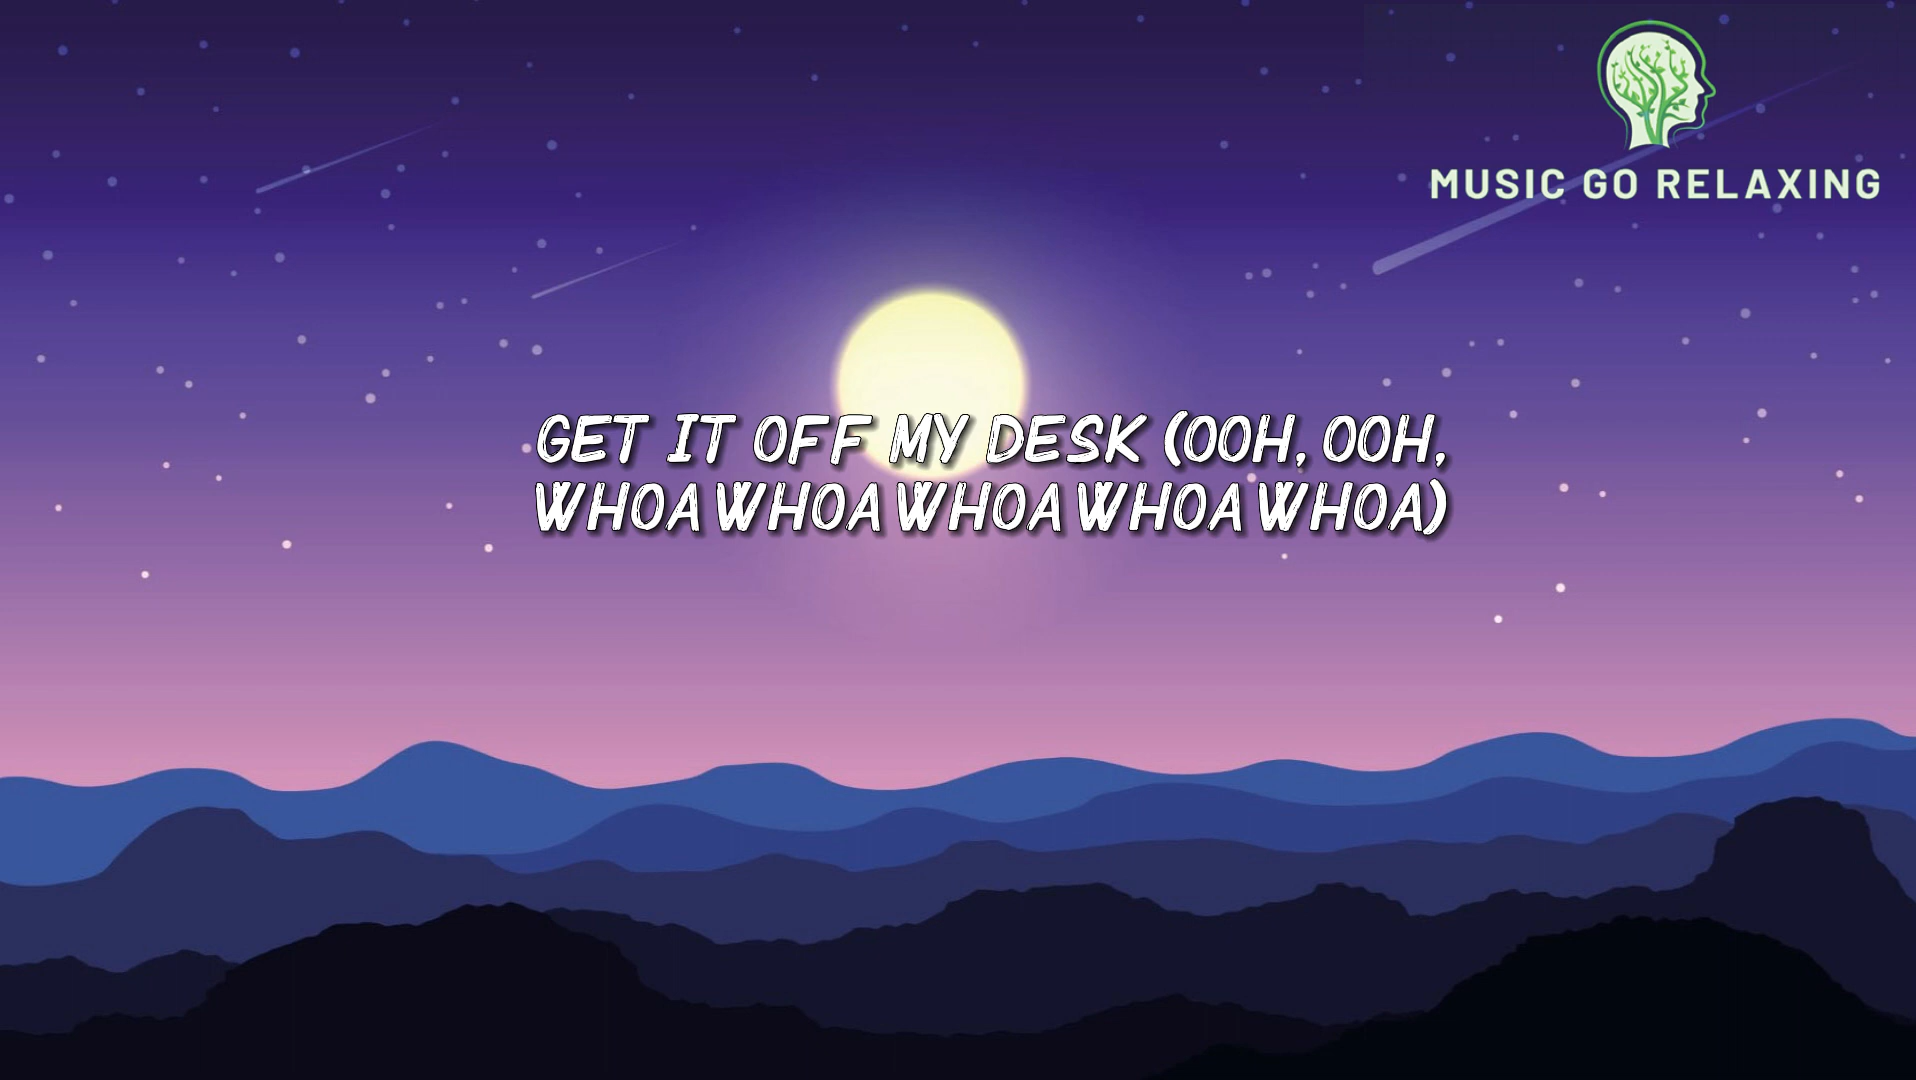 MUSIC GO RELAXING
GET IT OFF MY DESK (OOH, OOH,
WHOA WHOA WHOA WHOA WHOA)